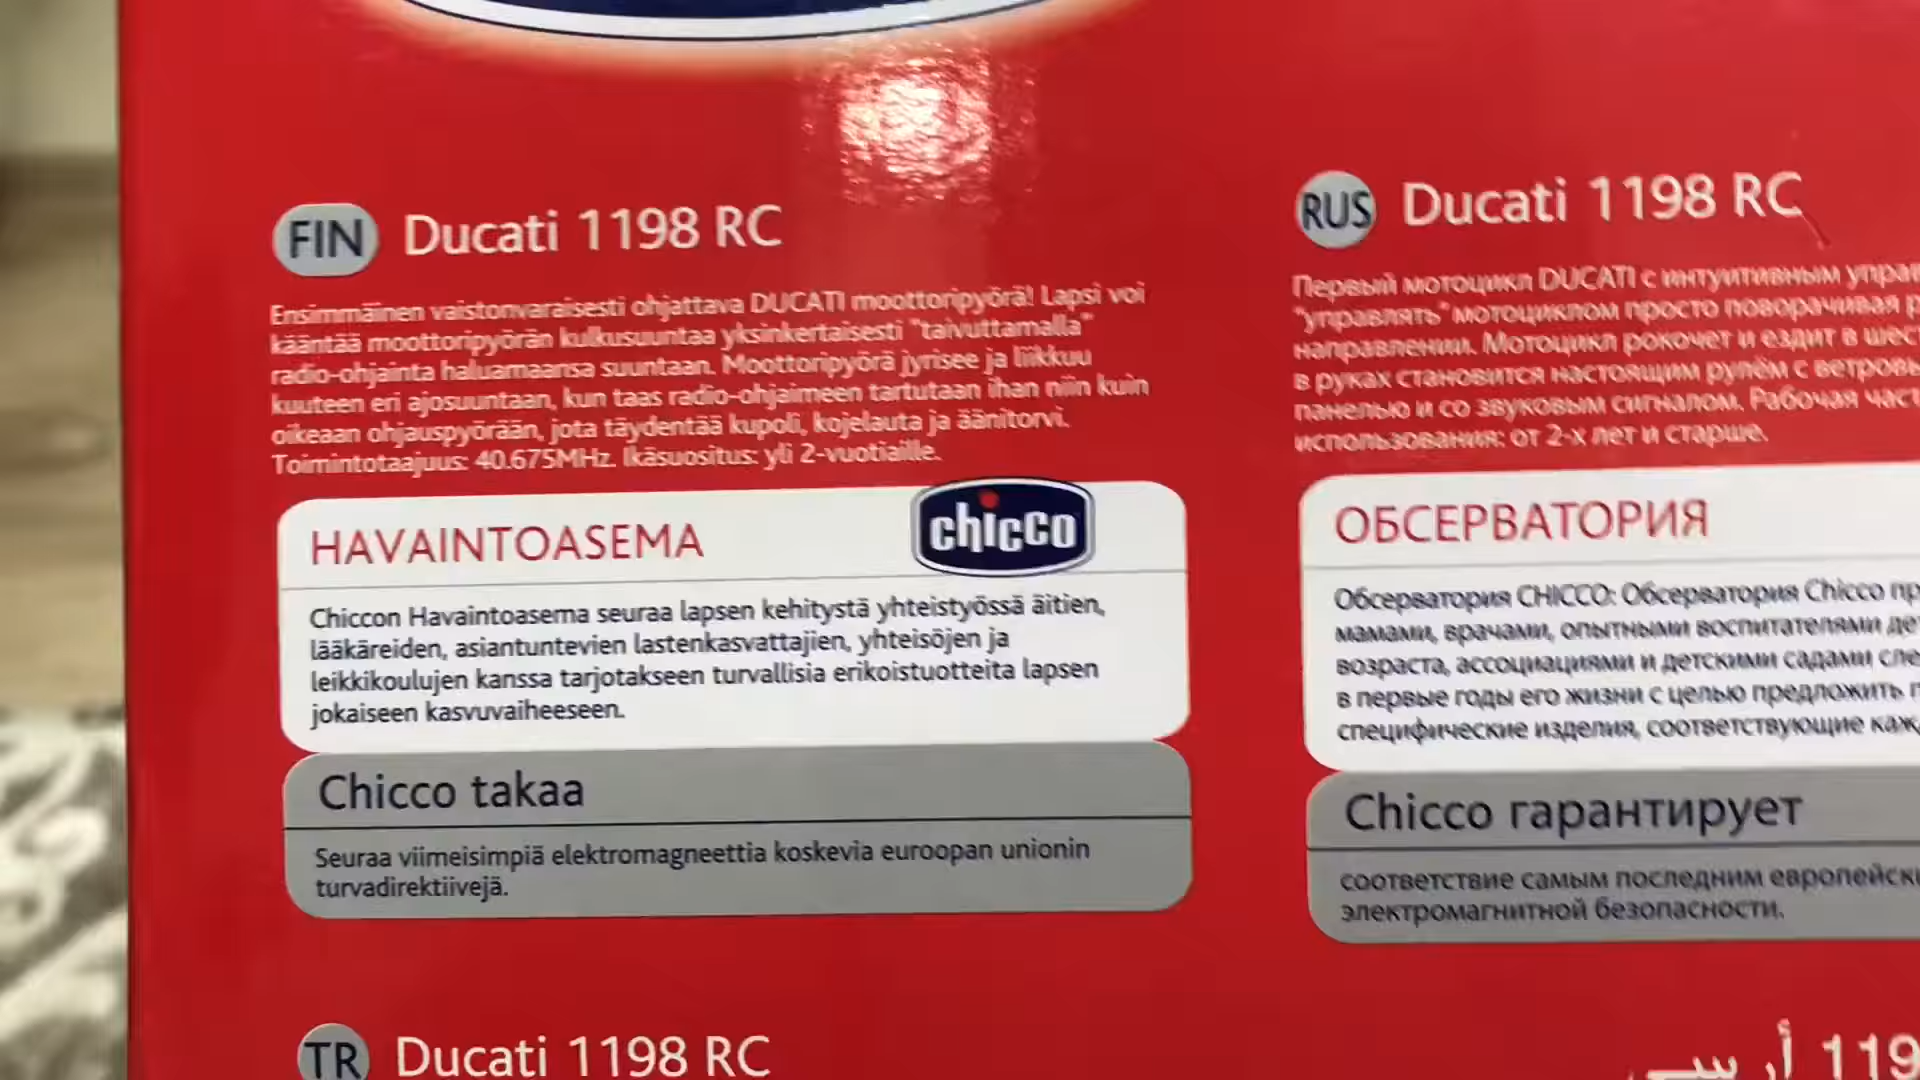 FIN Ducati 1198 RC
Ensimmäinen vaistonvaraisesti ohjattava DUCATI moottoripyörä! Lapsi voi
kääntää moottoripyörän kulkusuuntaa yksinkertaisesti "taivuttamalla"
radio-ohjainta haluamaansa suuntaan. Moottoripyörä jyrisee ja liikkuu
kuuteen eri ajosuuntaan, kun taas radio-ohjaimeen tartutaan ihan niin kuin
oikeaan ohjauspyörään, jota täydentää kupoli, kojelauta ja äänitorvi.
Toimintotaajuus: 40.675MHz. Ikäsuositus: yli 2-vuotiaille.
HAVAINTOASEMA
chicco
Chiccon Havaintoasema seuraa lapsen kehitystä yhteistyössä äitien,
lääkäreiden, asiantuntevien lastenkasvattajien, yhteisöjen ja
leikkikoulujen kanssa tarjotakseen turvallisia erikoistuotteita lapsen
jokaiseen kasvuvaiheeseen.
Chicco takaa
Seuraa viimeisimpiä elektromagneettia koskevia euroopan unionin
turvadirektiivejä.
RUS Ducati 1198 RC
Первый мотоцикл DUCATI с интуитивным
"управлять" мотоциклом просто поворачивая
направлении. Мотоцикл рокочет и ездит в
в руках становится настоящим рулём с
панелью и со звуковым сигналом. Рабочая
использования: от 2-х лет и старше.
ОБСЕРВАТОРИЯ
Обсерватория CHICCO: Обсерватория Chicco
мамами, врачами, опытными воспитателями
возраста, ассоциациями и детскими садами
в первые годы его жизни с целью предложить
специфические изделия, соответствующие
Chicco гарантирует
соответствие самым последним
электромагнитной безопасности.
TR Ducati 1198 RC